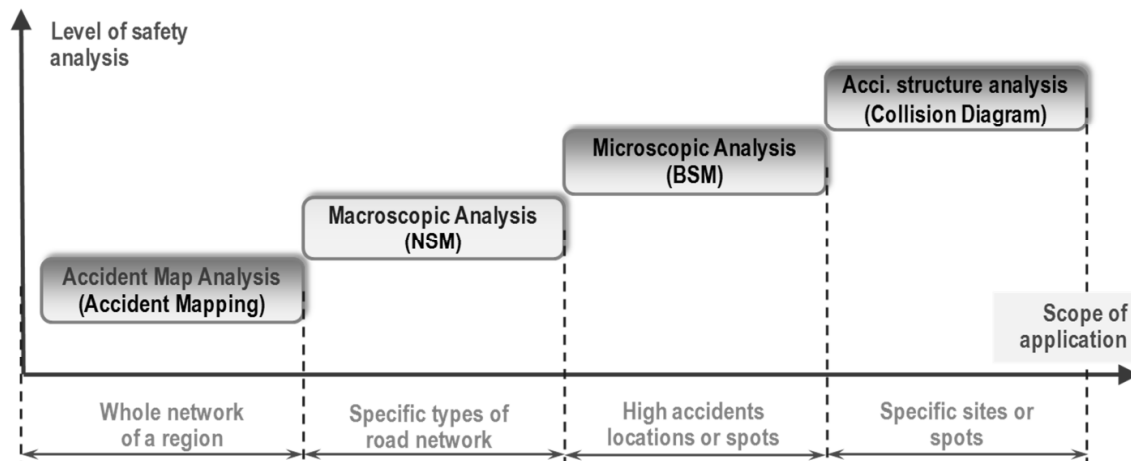 Level of safety
analysis
Acci. structure analysis
(Collision Diagram)
Microscopic Analysis
(BSM)
Macroscopic Analysis
(NSM)
Accident Map Analysis
(Accident Mapping)
Scope of
application
Whole network
of a region
Specific types of
road network
High accidents
locations or spots
Specific sites or
spots